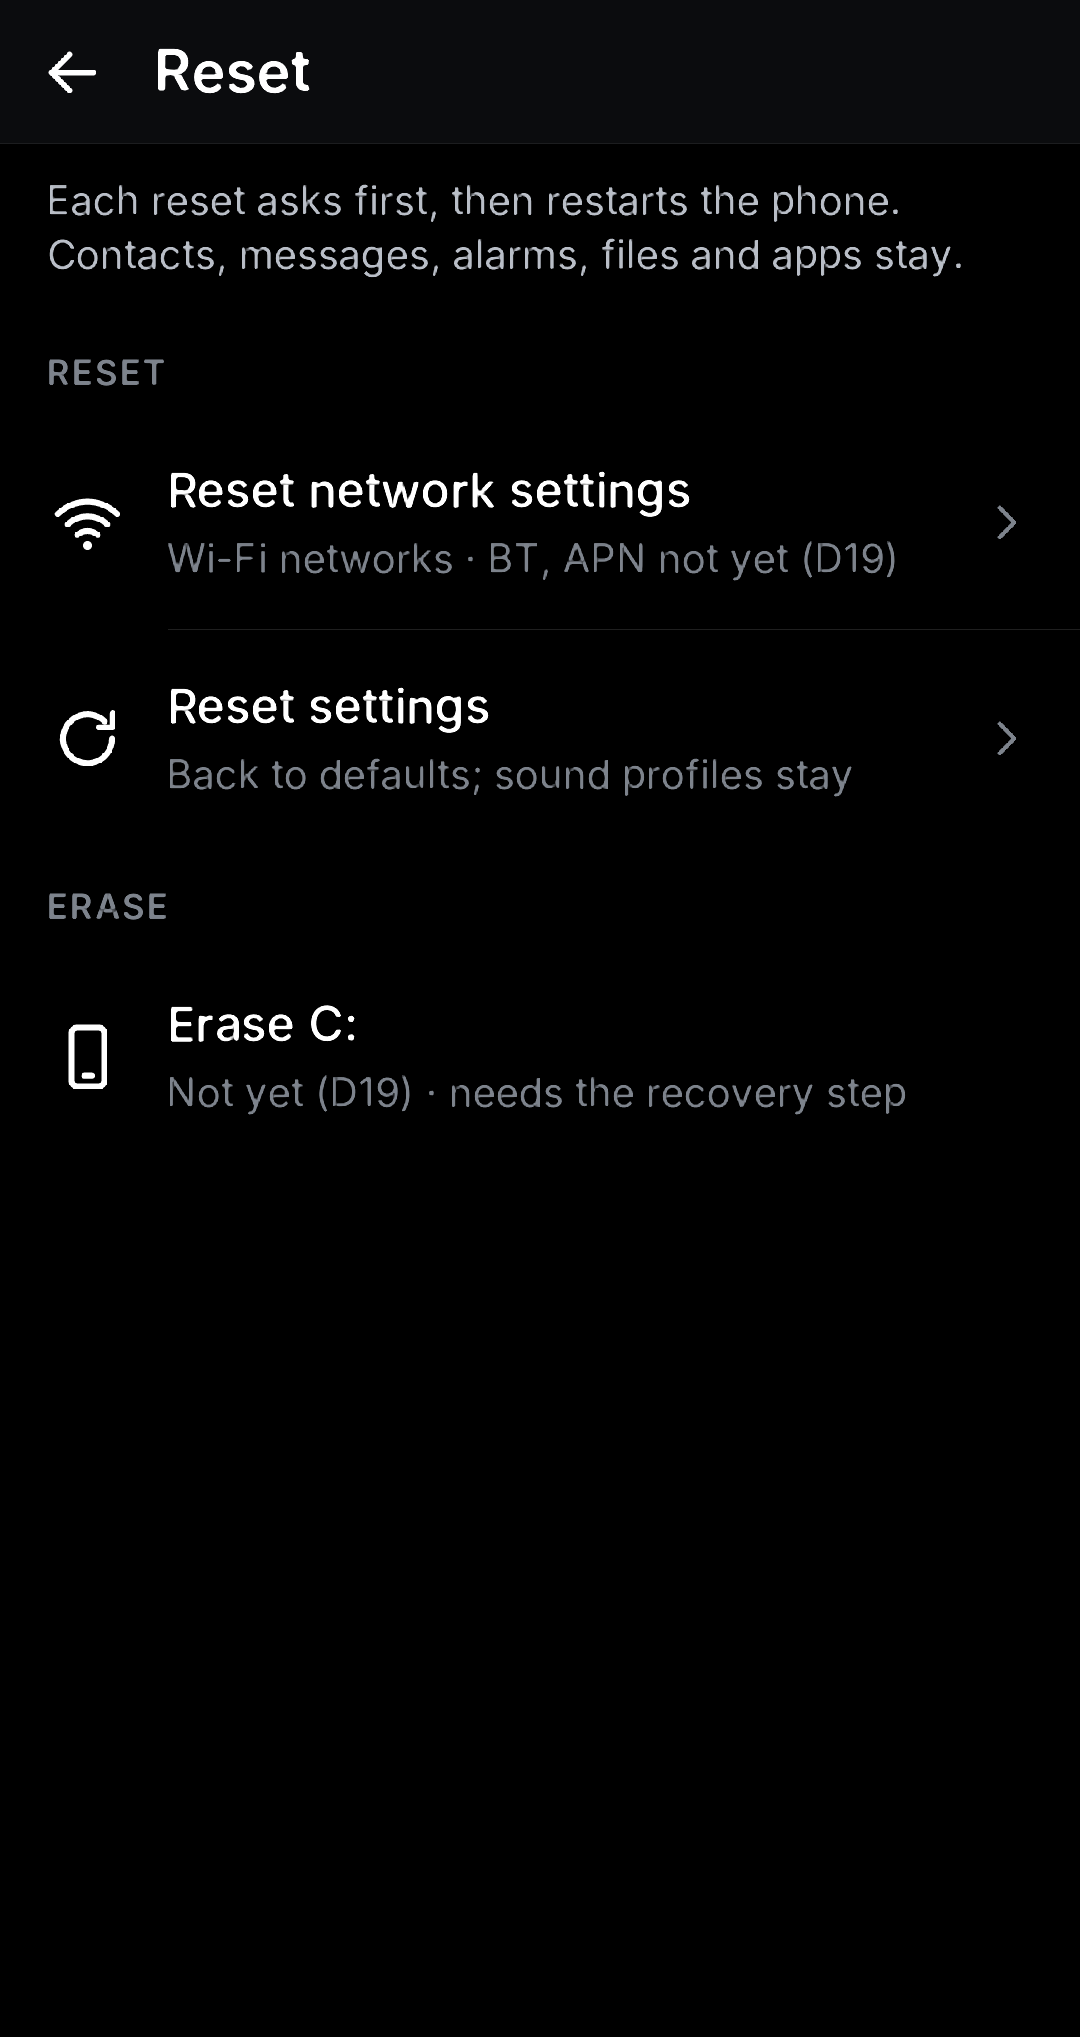 Reset
Each reset asks first, then restarts the phone.
Contacts, messages, alarms, files and apps stay.
RESET
Reset network settings
Wi-Fi networks · BT, APN not yet (D19)
Reset settings
Back to defaults; sound profiles stay
ERASE
Erase C:
Not yet (D19) · needs the recovery step